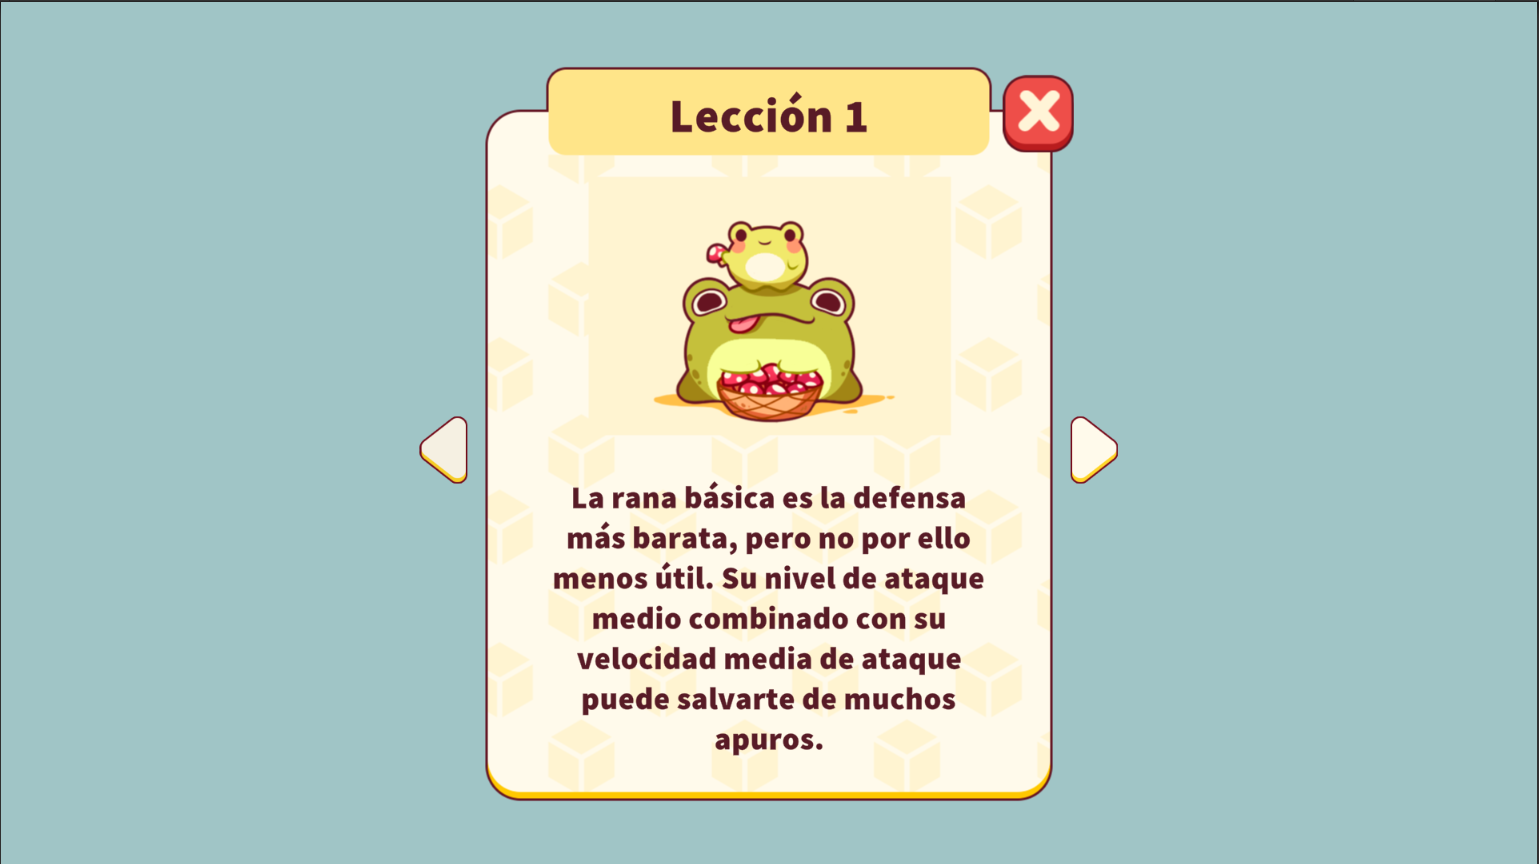 Lección 1
La rana básica es la defensa
más barata, pero no por ello
menos útil. Su nivel de ataque
medio combinado con su
velocidad media de ataque
puede salvarte de muchos
apuros.